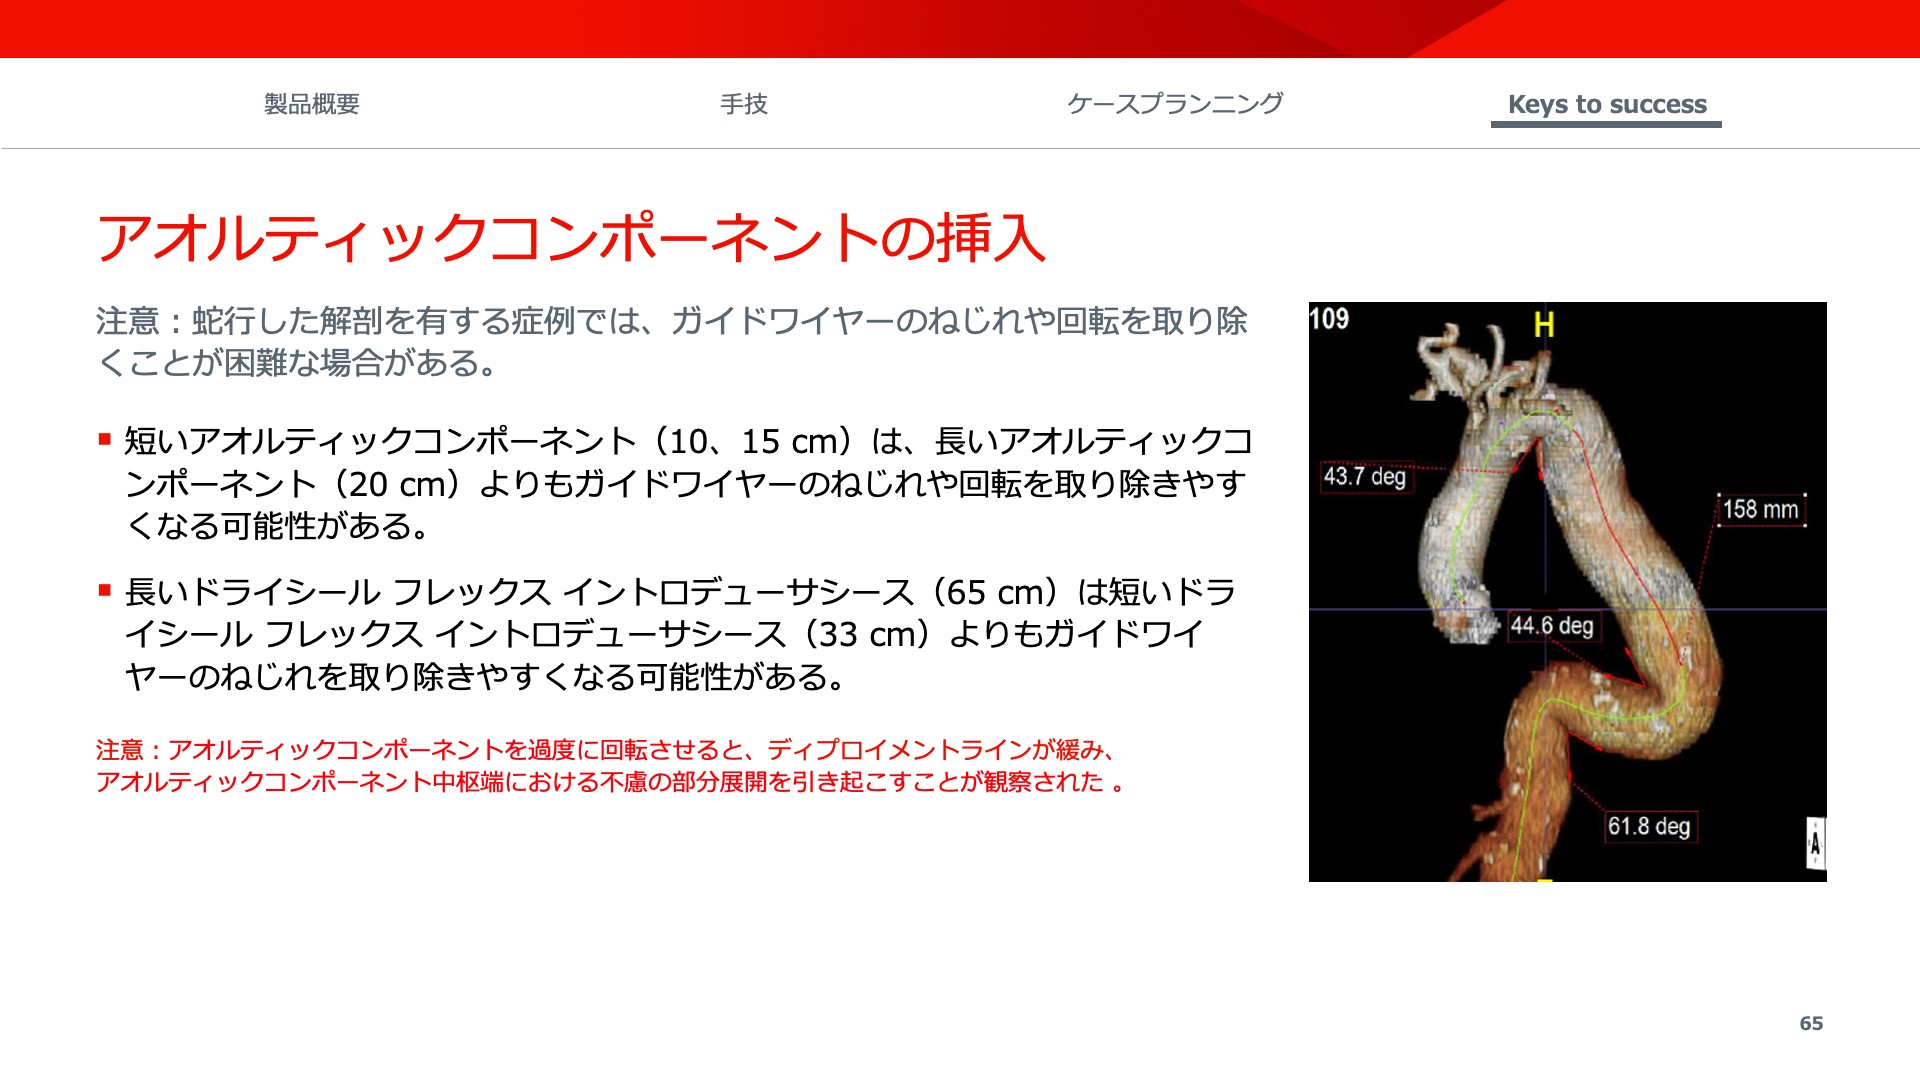 製品概要
手技
ケースプランニング
Keys to success
アオルティックコンポーネントの挿入
注意：蛇行した解剖を有する症例では、ガイドワイヤーのねじれや回転を取り除
くことが困難な場合がある。
短いアオルティックコンポーネント（10、15 cm）は、長いアオルティックコ
ンポーネント（20 cm）よりもガイドワイヤーのねじれや回転を取り除きやす
くなる可能性がある。
長いドライシール フレックス イントロデューサシース（65 cm）は短いドラ
イシール フレックス イントロデューサシース（33 cm）よりもガイドワイ
ヤーのねじれを取り除きやすくなる可能性がある。
注意：アオルティックコンポーネントを過度に回転させると、ディプロイメントラインが緩み、
アオルティックコンポーネント中枢端における不慮の部分展開を引き起こすことが観察された 。
109
H
43.7 deg
158 mm
44.6 deg
61.8 deg
A
65